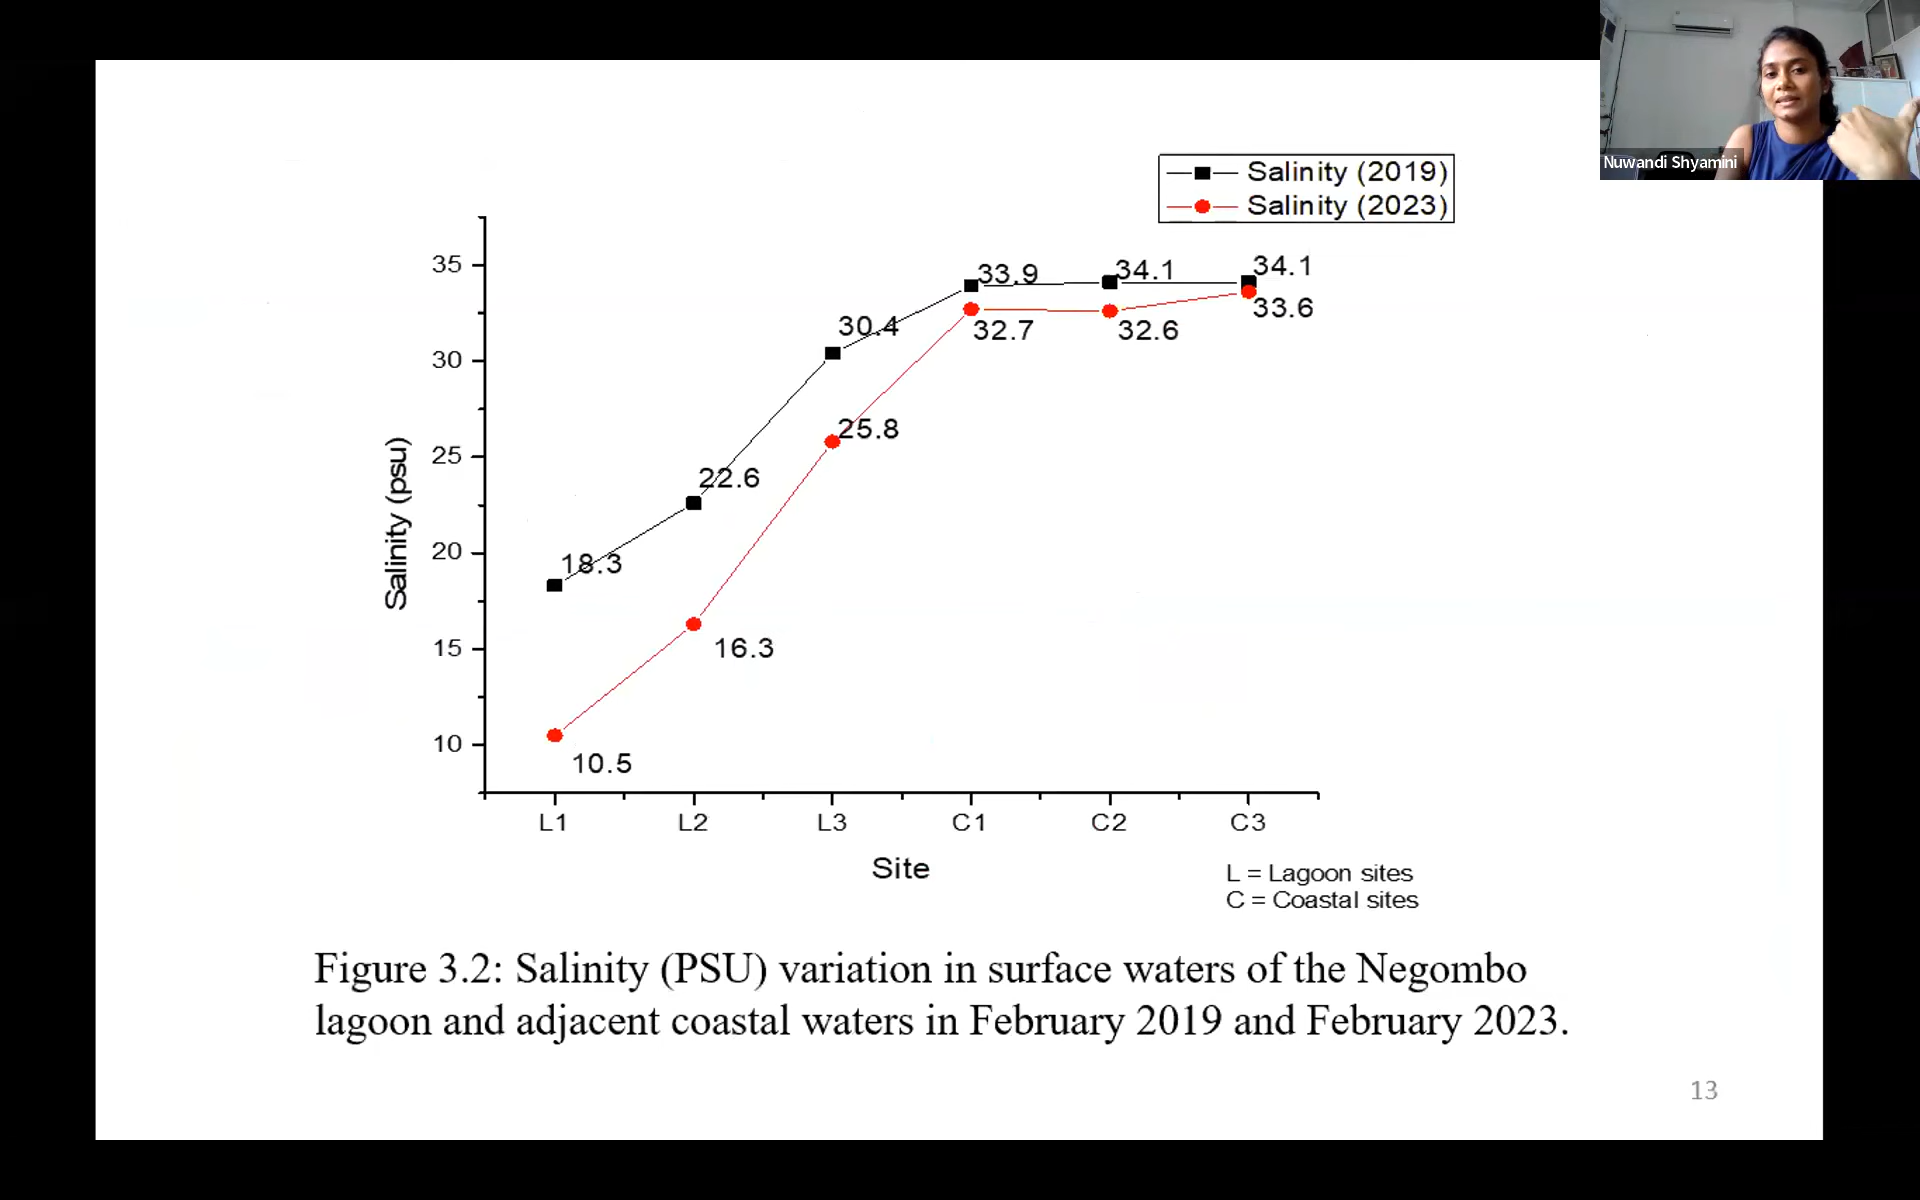 Nuwandi Shyamini
Salinity (2019)
Salinity (2023)
35
30
25
20
15
10
Salinity (psu)
18.3
22.6
30.4
33.9
34.1
34.1
10.5
16.3
25.8
32.7
32.6
33.6
L1 L2 L3 C1 C2 C3
Site
L = Lagoon sites
C = Coastal sites
Figure 3.2: Salinity (PSU) variation in surface waters of the Negombo
lagoon and adjacent coastal waters in February 2019 and February 2023.
13